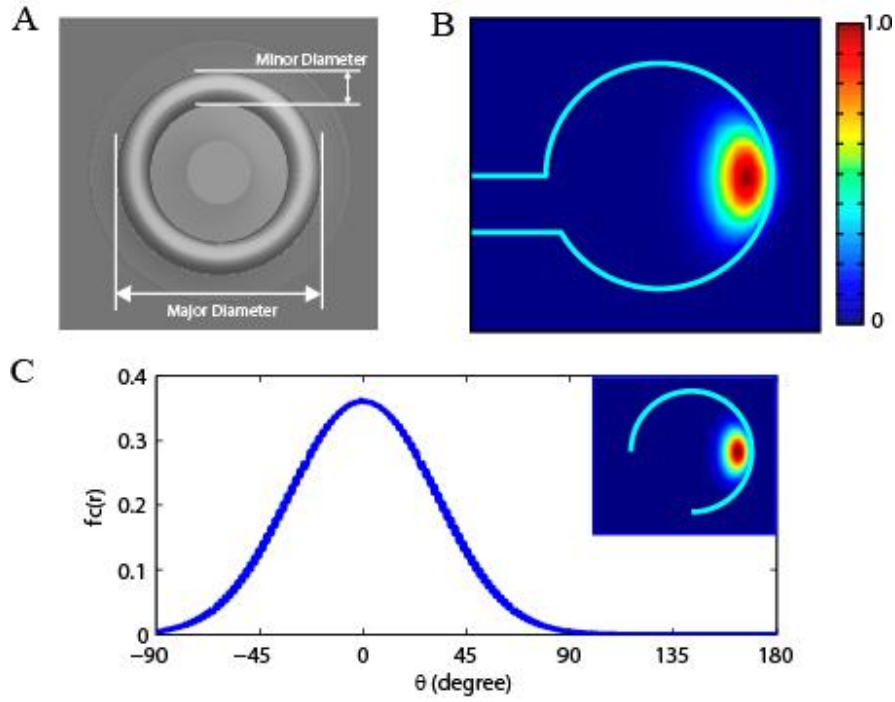 A
Minor Diameter
Major Diameter
B
1.0
0
C
0.4
0.3
0.2
0.1
0
fc(r)
−90
−45
0
45
90
135
180
θ (degree)